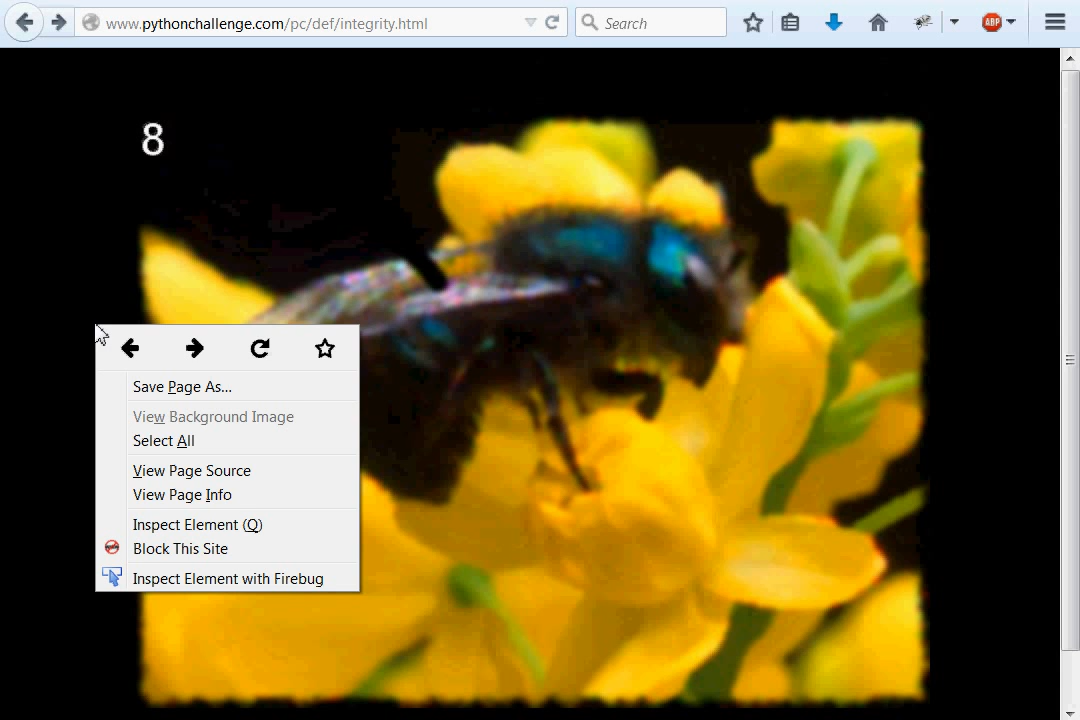 www.pythonchallenge.com/pc/def/integrity.html
Search
ABP
8
Save Page As...
View Background Image
Select All
View Page Source
View Page Info
Inspect Element (Q)
Block This Site
Inspect Element with Firebug